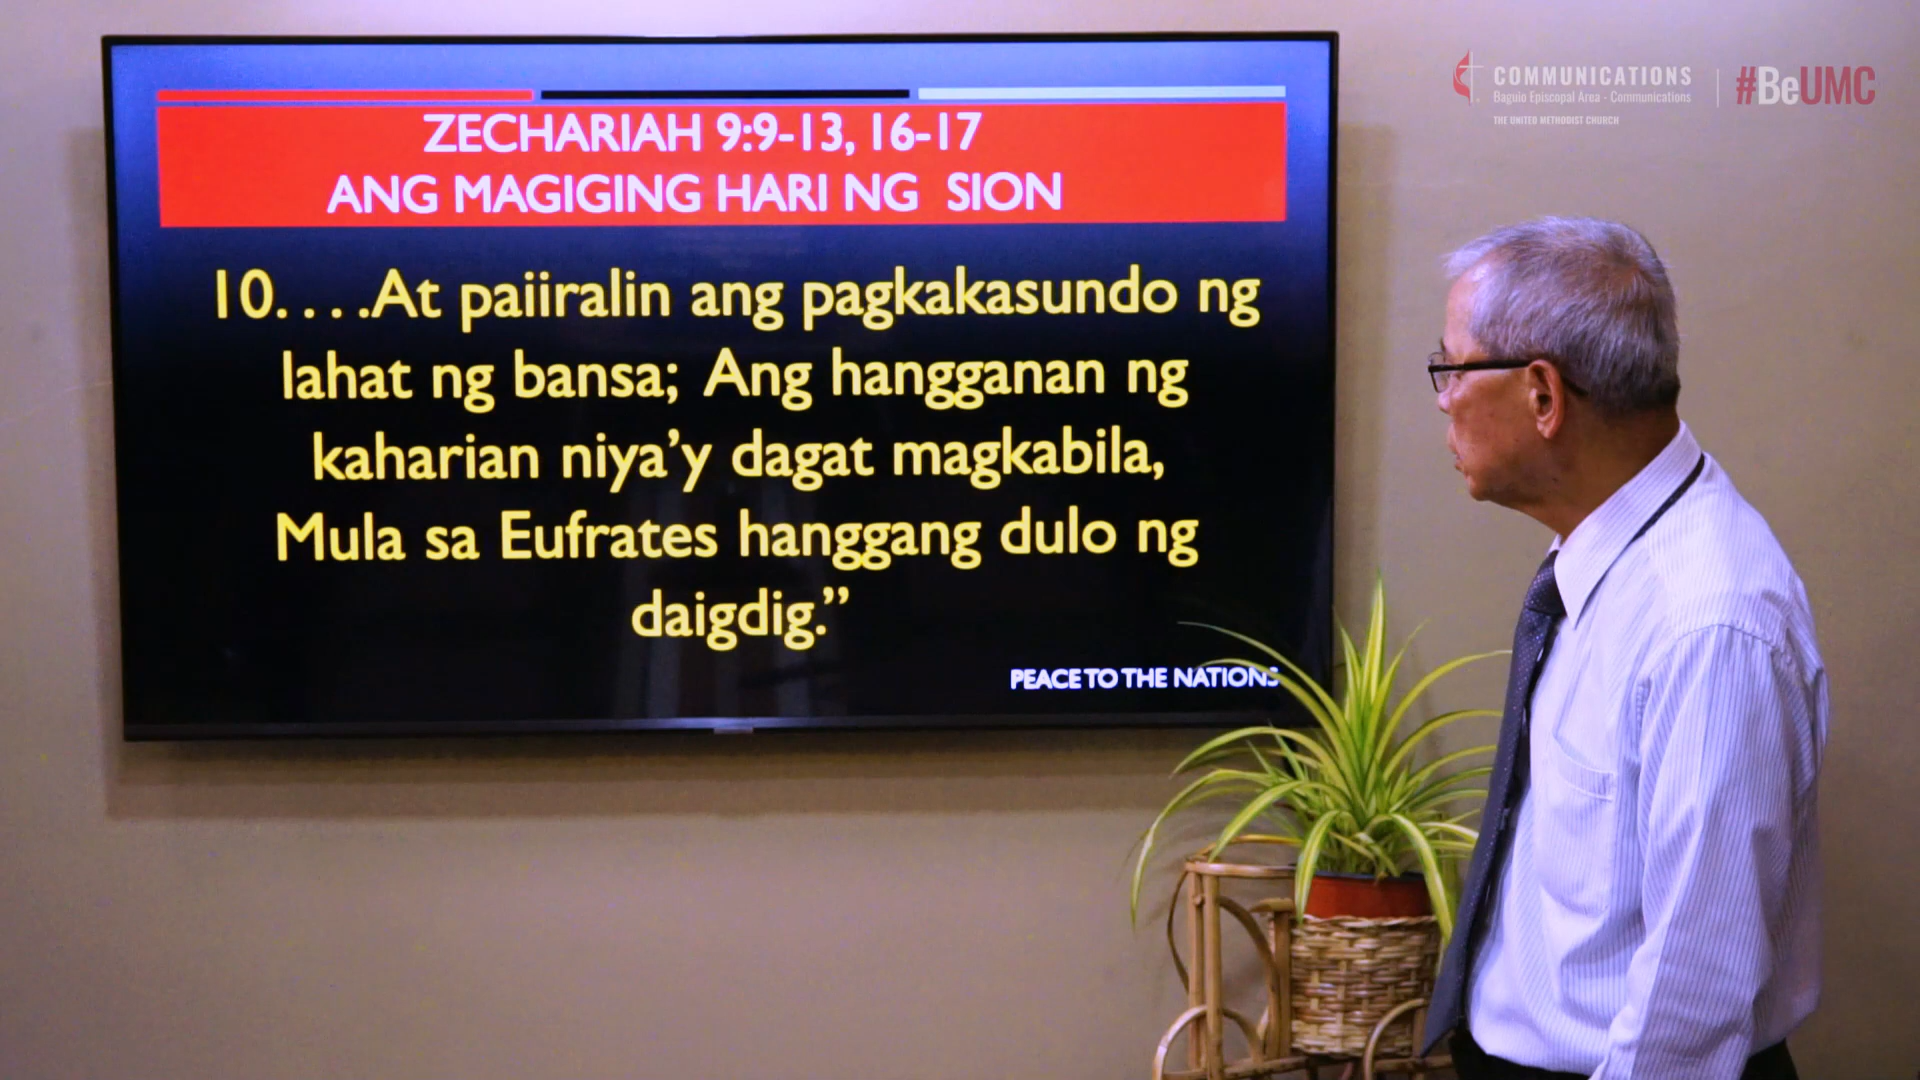 COMMUNICATIONS
Baguio Episcopal Area - Communications
THE UNITED METHODIST CHURCH
#BeUMC
ZECHARIAH 9:9-13, 16-17
ANG MAGIGING HARI NG SION
10. . . .At paiiralin ang pagkakasundo ng
lahat ng bansa; Ang hangganan ng
kaharian niya’y dagat magkabila,
Mula sa Eufrates hanggang dulo ng
daigdig.”
PEACE TO THE NATIONS